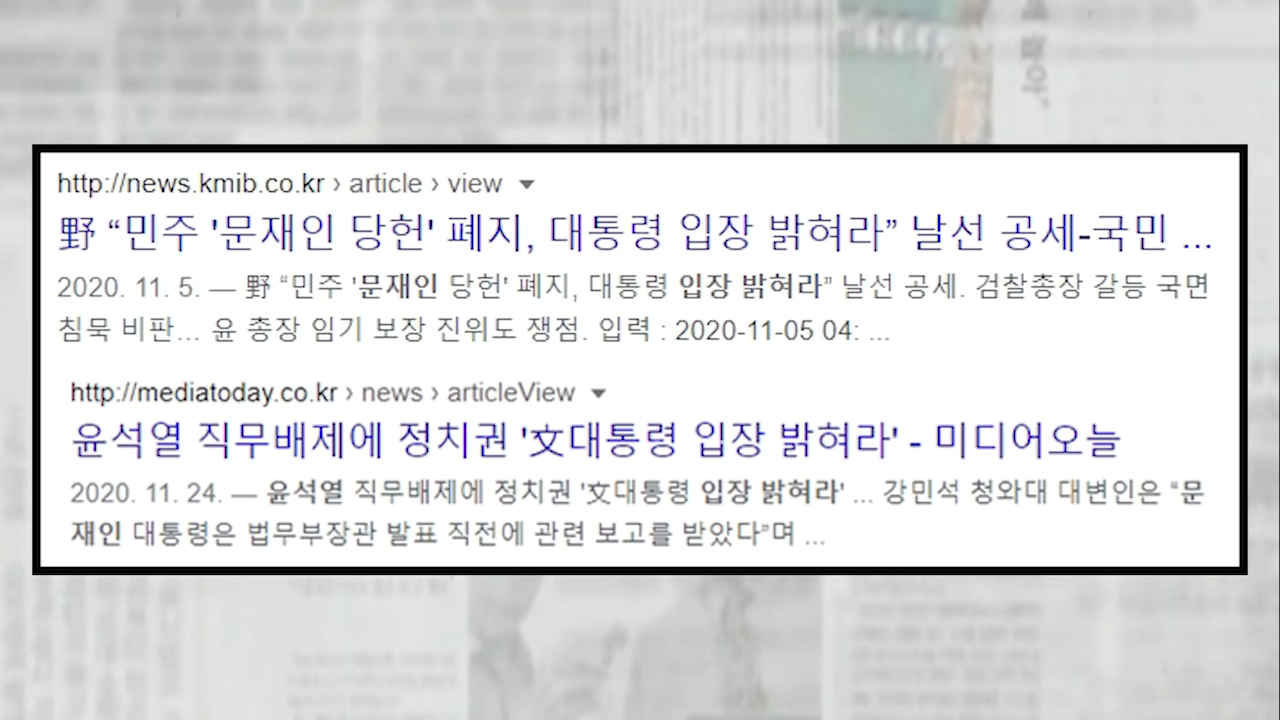 http://news.kmib.co.kr › article › view
野 “민주 '문재인 당헌' 폐지, 대통령 입장 밝혀라” 날선 공세-국민 ...
2020. 11. 5. — 野 “민주 '문재인 당헌' 폐지, 대통령 입장 밝혀라” 날선 공세. 검찰총장 갈등 국면
침묵 비판... 윤 총장 임기 보장 진위도 쟁점. 입력 : 2020-11-05 04: ...
http://mediatoday.co.kr › news › articleView
윤석열 직무배제에 정치권 '文대통령 입장 밝혀라' - 미디어오늘
2020. 11. 24. — 윤석열 직무배제에 정치권 '文대통령 입장 밝혀라' ... 강민석 청와대 대변인은 “문
재인 대통령은 법무부장관 발표 직전에 관련 보고를 받았다”며 ...